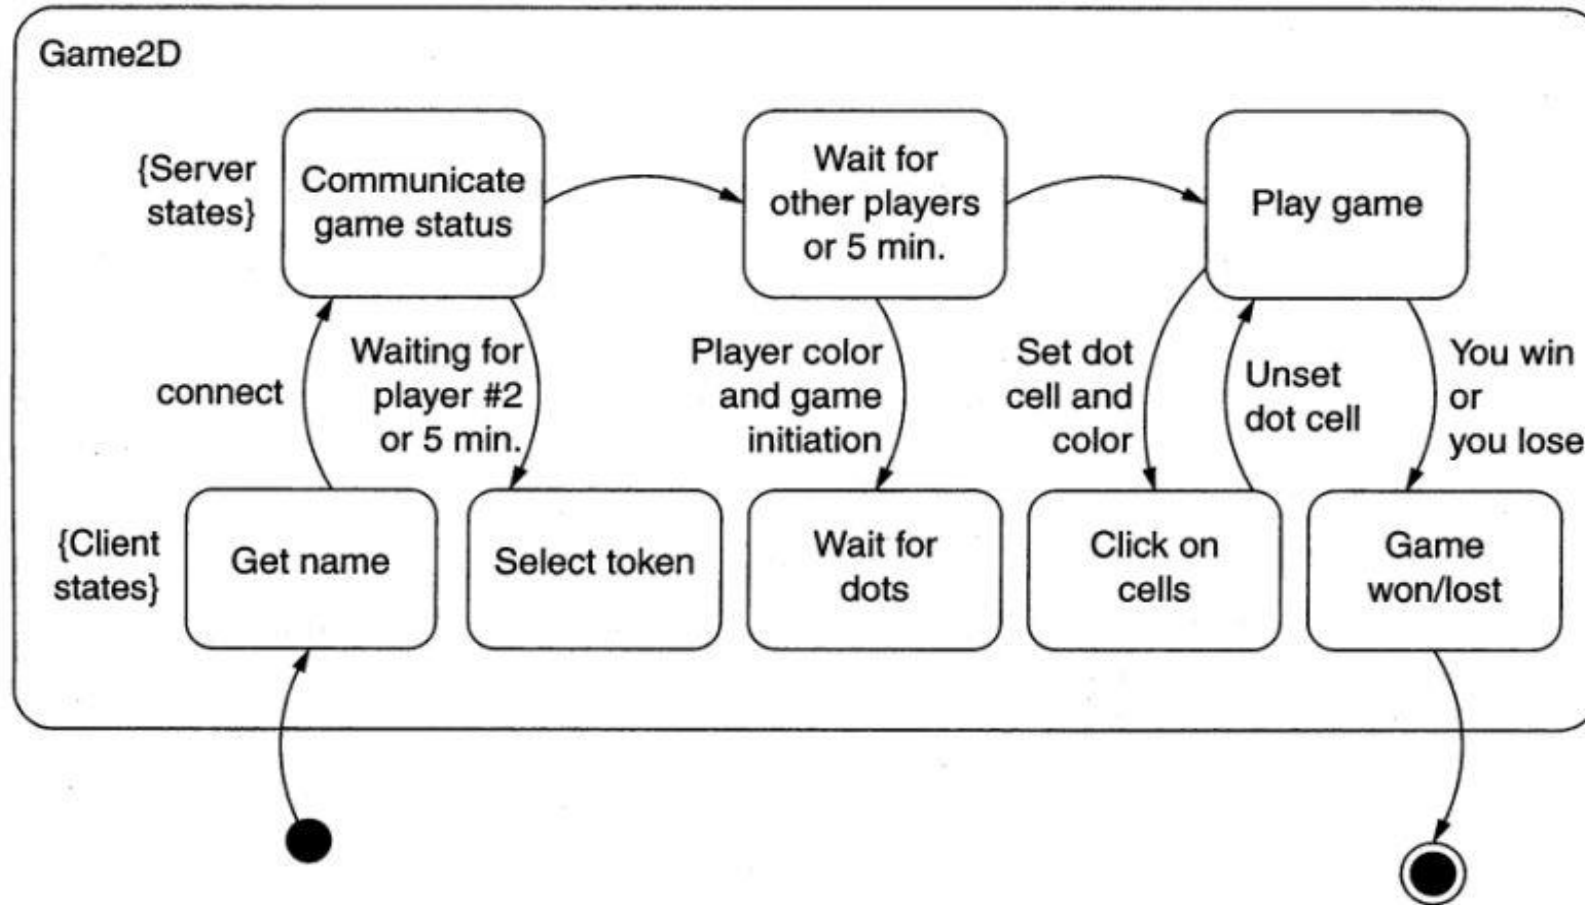 Game2D
{Server
states}
Communicate
game status
Wait for
other players
or 5 min.
Play game
connect
Waiting for
player #2
or 5 min.
Player color
and game
initiation
Set dot
cell and
color
Unset
dot cell
You win
or
you lose
{Client
states}
Get name
Select token
Wait for
dots
Click on
cells
Game
won/lost